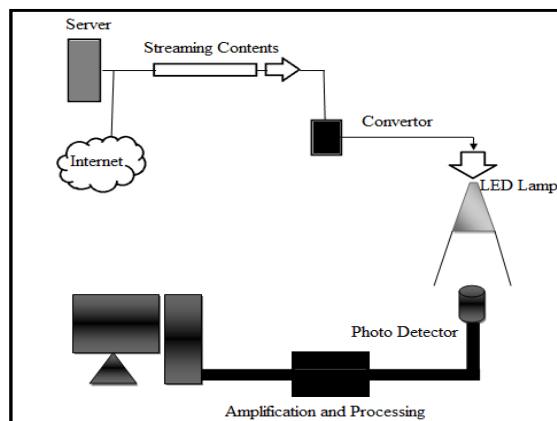 Server
Streaming Contents
Internet
Convertor
LED Lamp
Photo Detector
Amplification and Processing